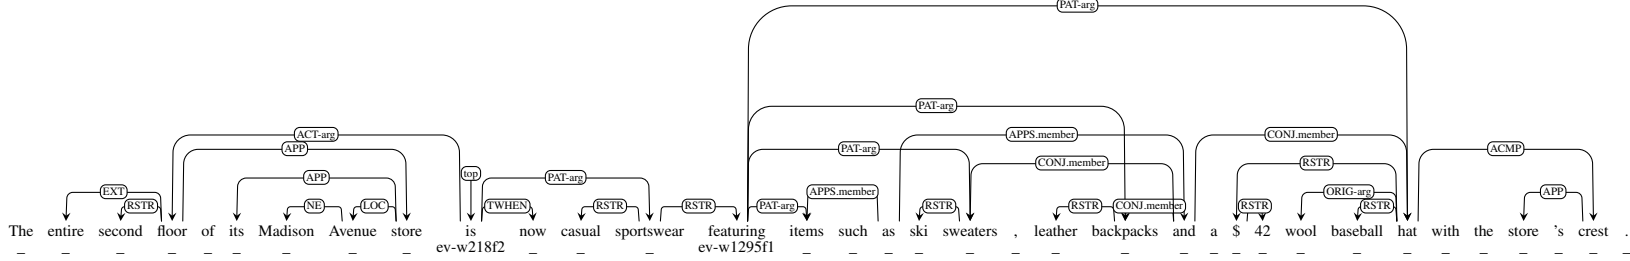 PAT-arg
PAT-arg
ACT-arg APPS.member CONJ.member
APP PAT-arg ACMP
CONJ.member RSTR
top
APP PAT-arg
EXT APPS.member ORIG-arg APP
RSTR NE LOC TWHEN RSTR RSTR PAT-arg RSTR RSTR CONJ.member RSTR RSTR
The entire second floor of its Madison Avenue store is now casual sportswear featuring items such as ski sweaters , leather backpacks and a $ 42 wool baseball hat with the store 's crest .
ev-w218f2 ev-w1295f1
_ _ _ _ _ _ _ _ _ _ _ _ _ _ _ _ _ _ _ _ _ _ _ _ _ _ _ _ _ _ _ _ _